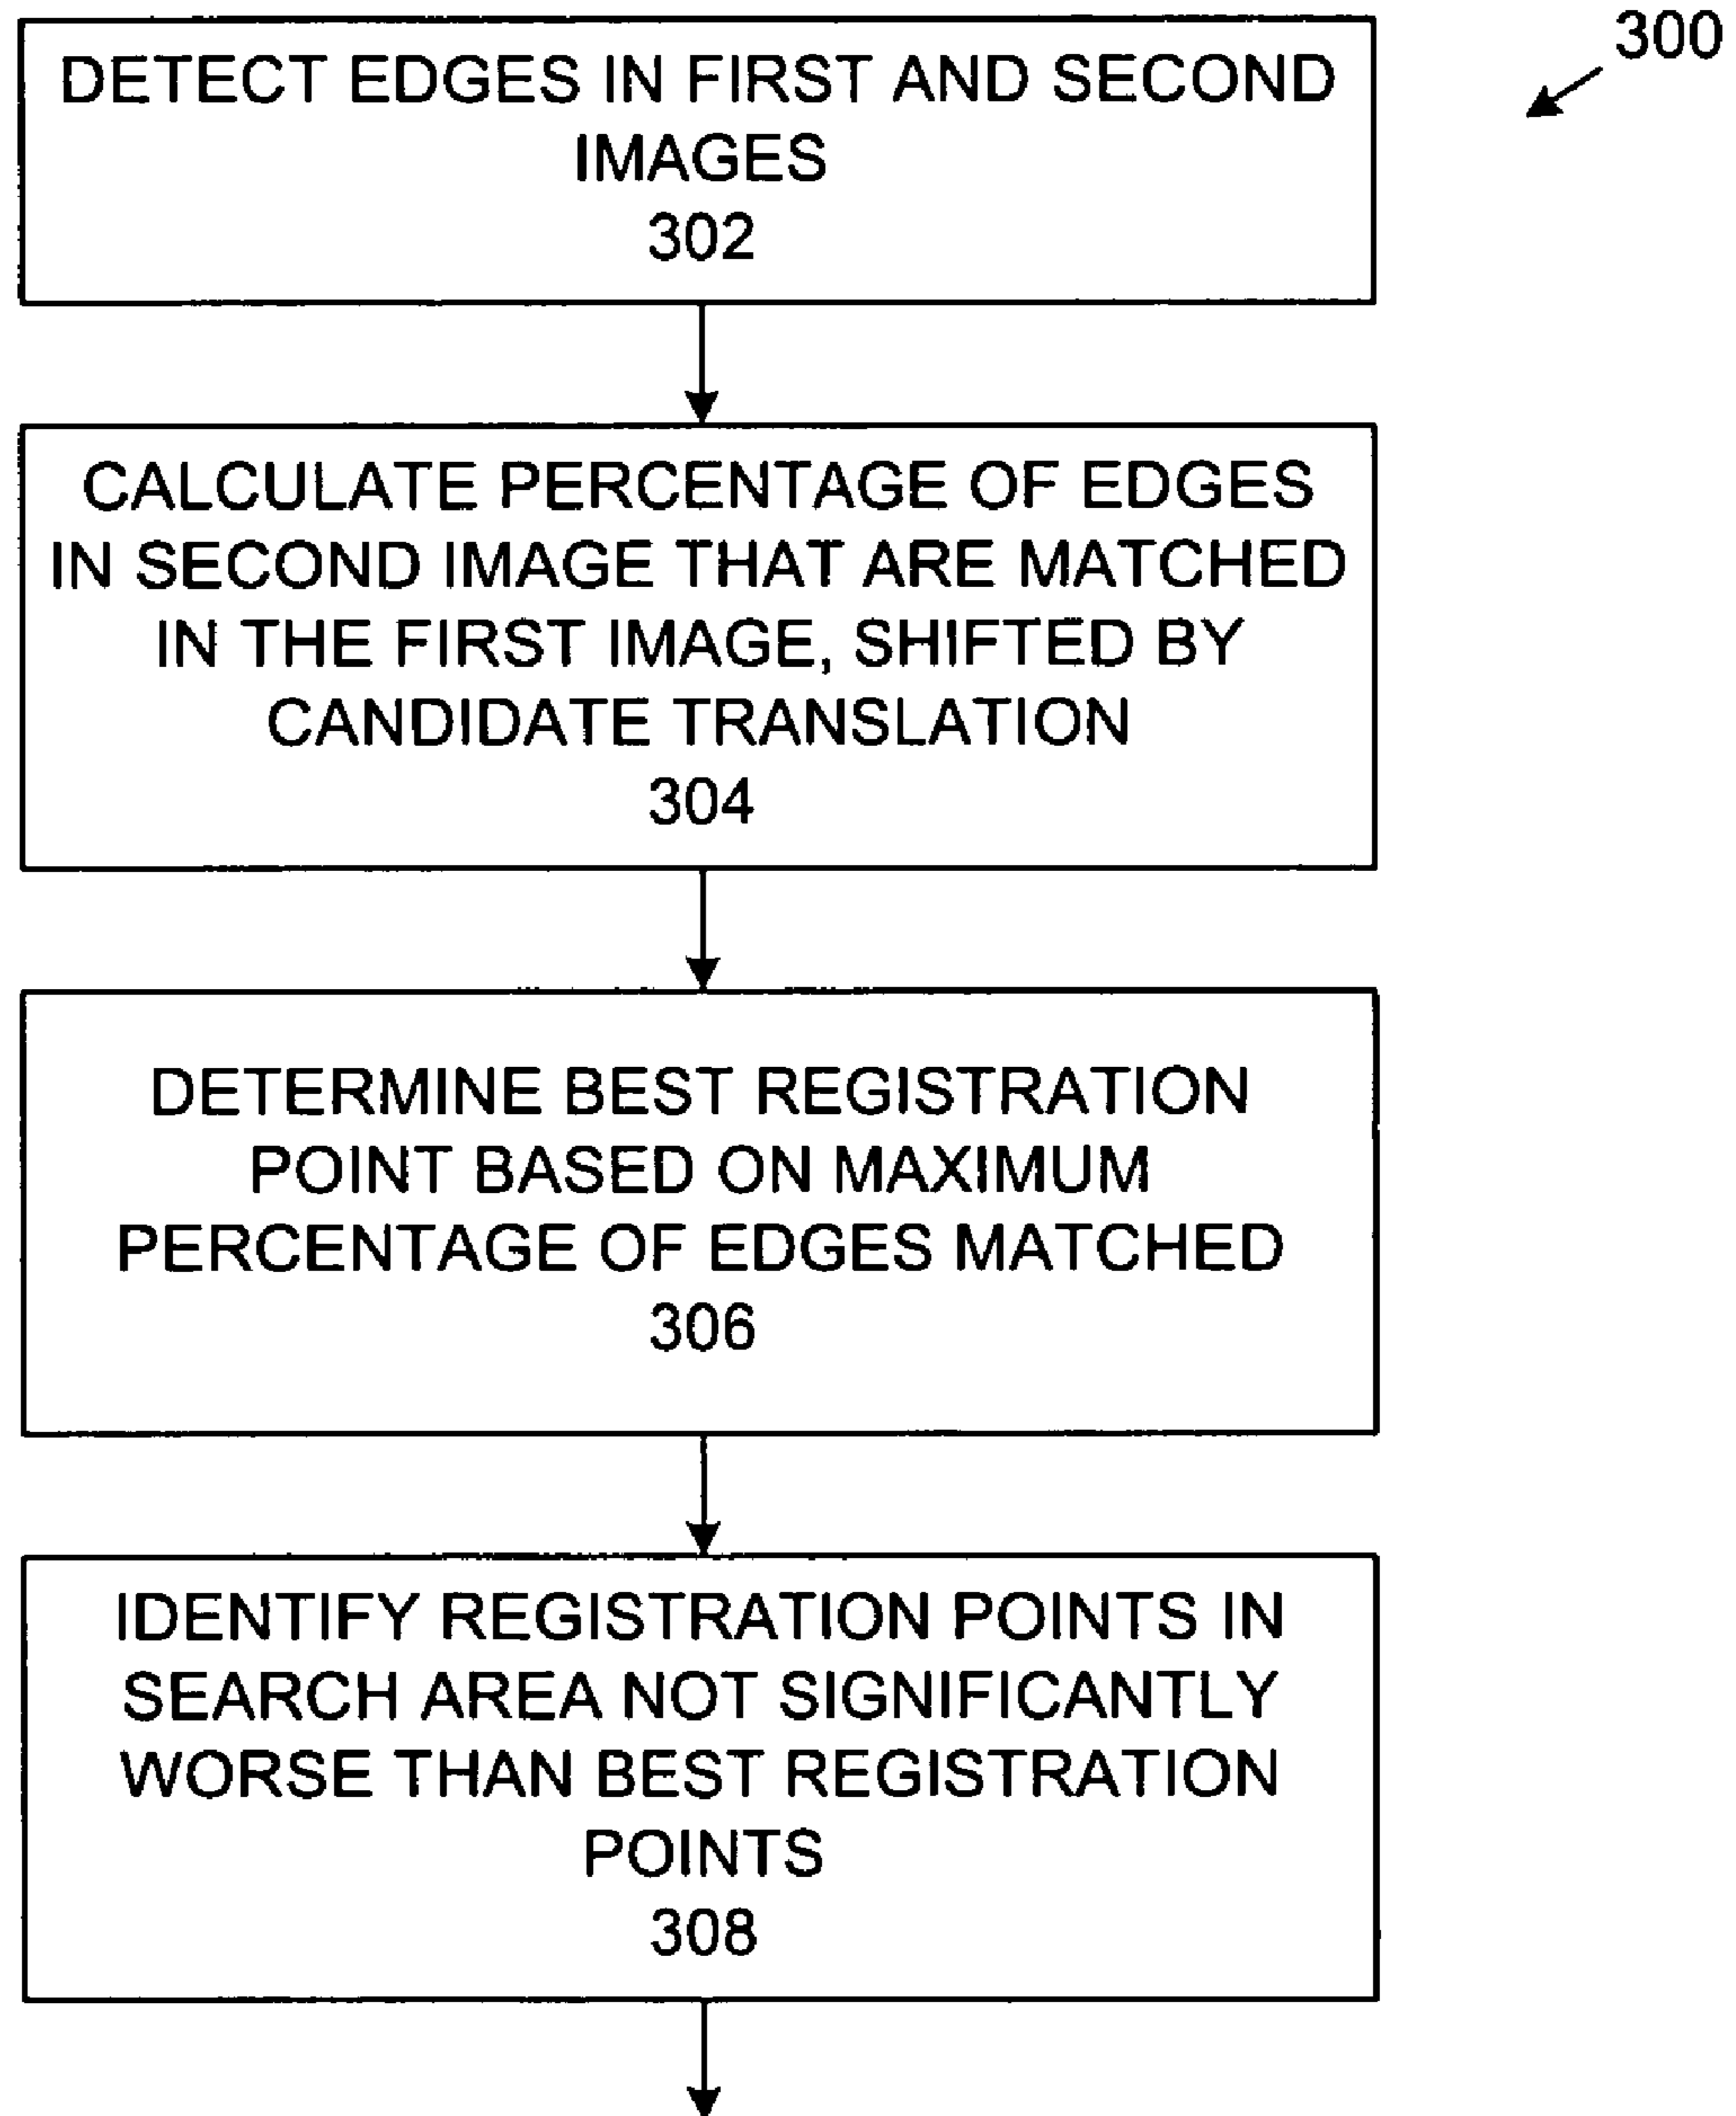 300
DETECT EDGES IN FIRST AND SECOND
IMAGES
302
CALCULATE PERCENTAGE OF EDGES
IN SECOND IMAGE THAT ARE MATCHED
IN THE FIRST IMAGE, SHIFTED BY
CANDIDATE TRANSLATION
304
DETERMINE BEST REGISTRATION
POINT BASED ON MAXIMUM
PERCENTAGE OF EDGES MATCHED
306
IDENTIFY REGISTRATION POINTS IN
SEARCH AREA NOT SIGNIFICANTLY
WORSE THAN BEST REGISTRATION
POINTS
308